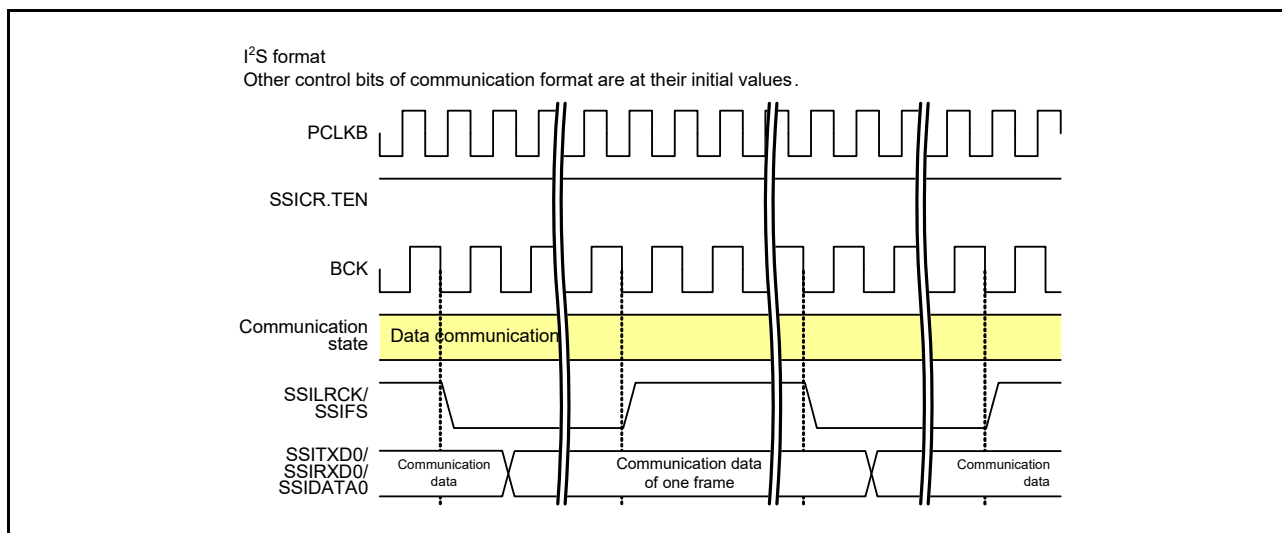 I²S format
Other control bits of communication format are at their initial values.
PCLKB
SSICR.TEN
BCK
Communication
state
Data communication
SSILRCK/
SSIFS
SSITXD0/
SSIRXD0/
SSIDATA0
Communication
data
Communication data
of one frame
Communication
data